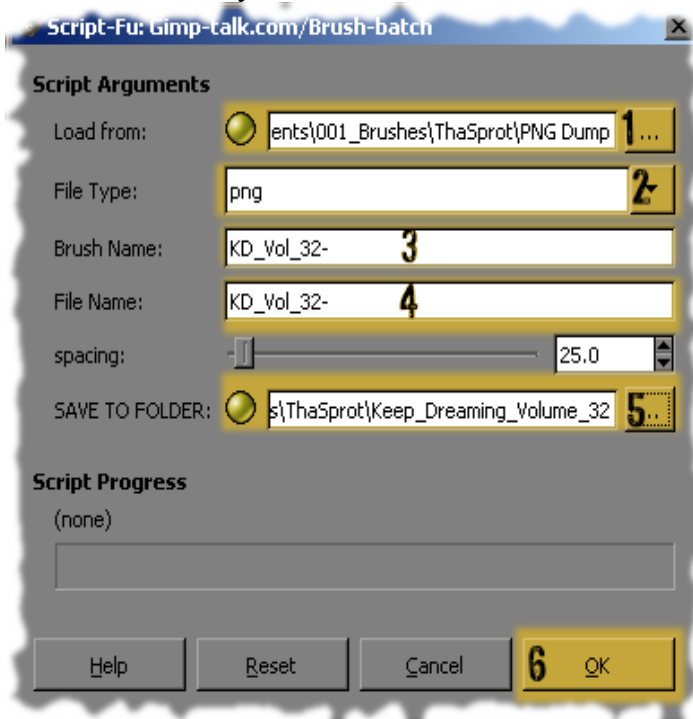 Script-Fu: Gimp-talk.com/Brush-batch
Script Arguments
Load from: ents\001_Brushes\ThaSprot\PNG Dump 1...
File Type: png 2
Brush Name: KD_Vol_32- 3
File Name: KD_Vol_32- 4
spacing: 25.0
SAVE TO FOLDER: s\ThaSprot\Keep_Dreaming_Volume_32 5...
Script Progress
(none)
Help Reset Cancel 6 OK